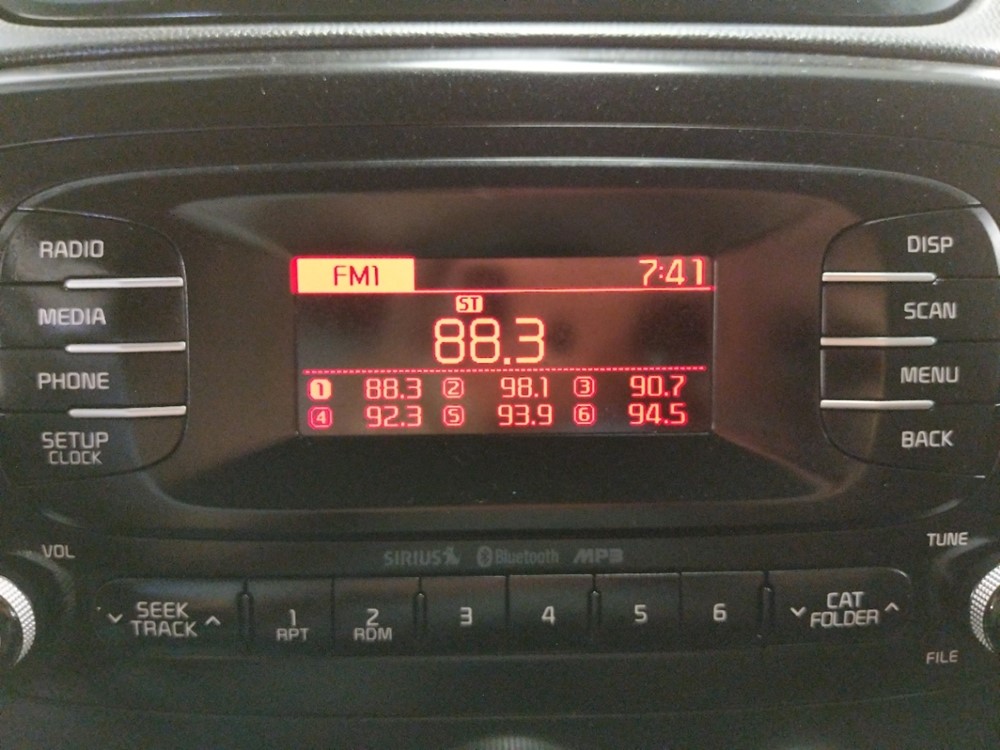 RADIO
MEDIA
PHONE
SETUP
CLOCK
FM1 7:41
ST
88.3
1 88.3 2 98.1 3 90.7
4 92.3 5 93.9 6 94.5
DISP
SCAN
MENU
BACK
VOL
SIRIUS Bluetooth MP3
TUNE
SEEK
TRACK
1
RPT
2
RDM
3
4
5
6
CAT
FOLDER
FILE